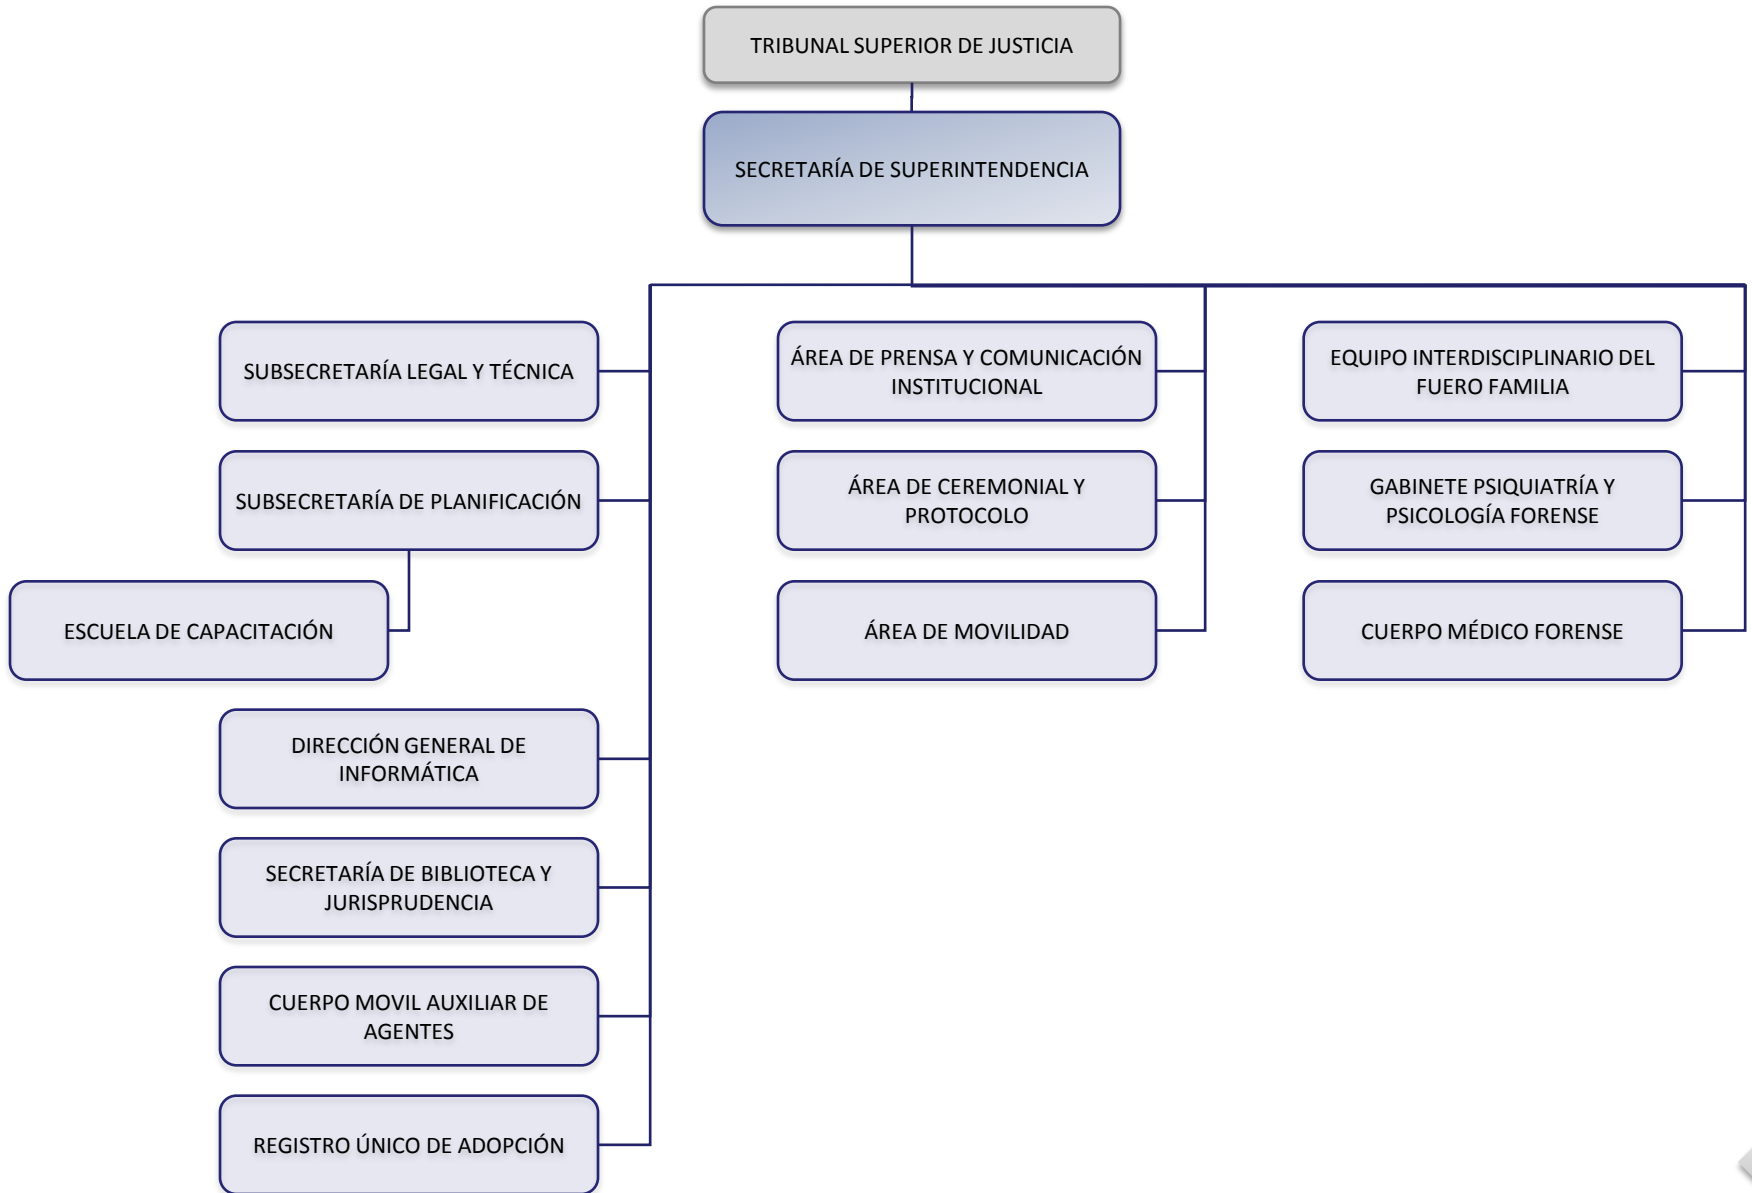 TRIBUNAL SUPERIOR DE JUSTICIA
SECRETARÍA DE SUPERINTENDENCIA
SUBSECRETARÍA LEGAL Y TÉCNICA
SUBSECRETARÍA DE PLANIFICACIÓN
ESCUELA DE CAPACITACIÓN
DIRECCIÓN GENERAL DE
INFORMÁTICA
SECRETARÍA DE BIBLIOTECA Y
JURISPRUDENCIA
CUERPO MOVIL AUXILIAR DE
AGENTES
REGISTRO ÚNICO DE ADOPCIÓN
ÁREA DE PRENSA Y COMUNICACIÓN
INSTITUCIONAL
ÁREA DE CEREMONIAL Y
PROTOCOLO
ÁREA DE MOVILIDAD
EQUIPO INTERDISCIPLINARIO DEL
FUERO FAMILIA
GABINETE PSIQUIATRÍA Y
PSICOLOGÍA FORENSE
CUERPO MÉDICO FORENSE